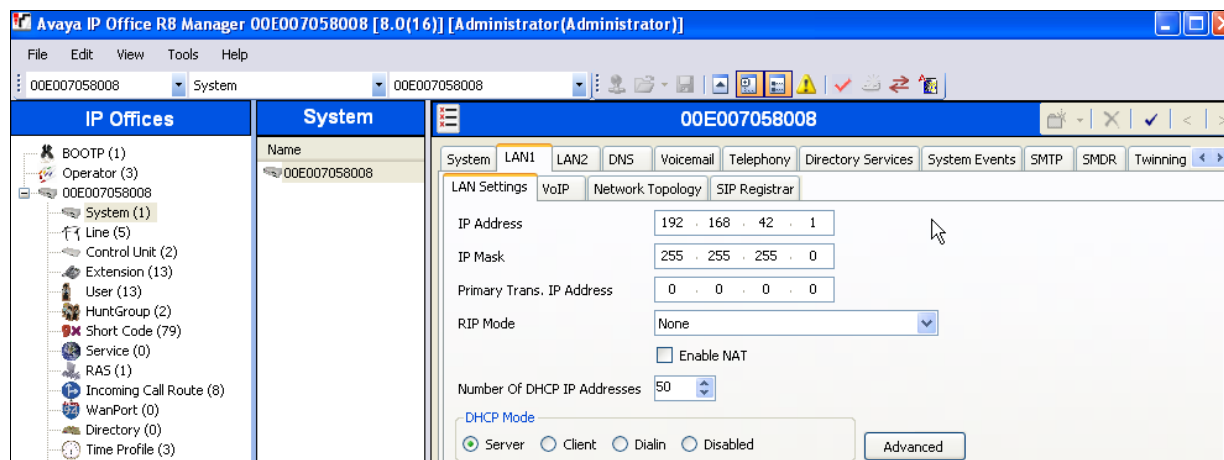 Avaya IP Office R8 Manager 00E007058008 [8.0(16)] [Administrator(Administrator)]
File Edit View Tools Help
00E007058008 System 00E007058008
IP Offices
BOOTP (1)
Operator (3)
00E007058008
System (1)
Line (5)
Control Unit (2)
Extension (13)
User (13)
HuntGroup (2)
Short Code (79)
Service (0)
RAS (1)
Incoming Call Route (8)
WanPort (0)
Directory (0)
Time Profile (3)
System
Name
00E007058008
00E007058008
System LAN1 LAN2 DNS Voicemail Telephony Directory Services System Events SMTP SMDR Twinning
LAN Settings VoIP Network Topology SIP Registrar
IP Address 192 . 168 . 42 . 1
IP Mask 255 . 255 . 255 . 0
Primary Trans. IP Address 0 . 0 . 0 . 0
RIP Mode None
Enable NAT
Number Of DHCP IP Addresses 50
DHCP Mode
Server Client Dialin Disabled Advanced